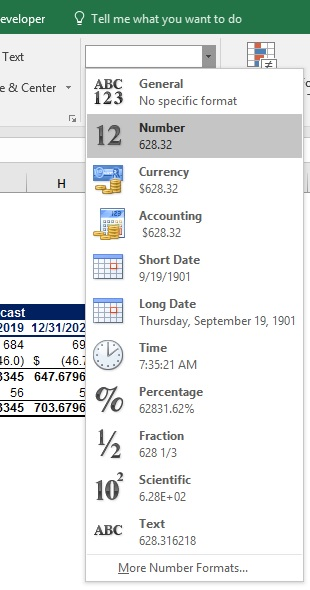 eveloper Tell me what you want to do
Text
e & Center
H
ABC 123 General
No specific format
12 Number
628.32
Currency
$628.32
Accounting
$628.32
Short Date
9/19/1901
Long Date
Thursday, September 19, 1901
Time
7:35:21 AM
% Percentage
62831.62%
½ Fraction
628 1/3
10² Scientific
6.28E+02
ABC Text
628.316218
More Number Formats...
cast
2019 12/31/202
684 69
46.0) $ (46.7
3345 647.6796
56 5
3345 703.6796